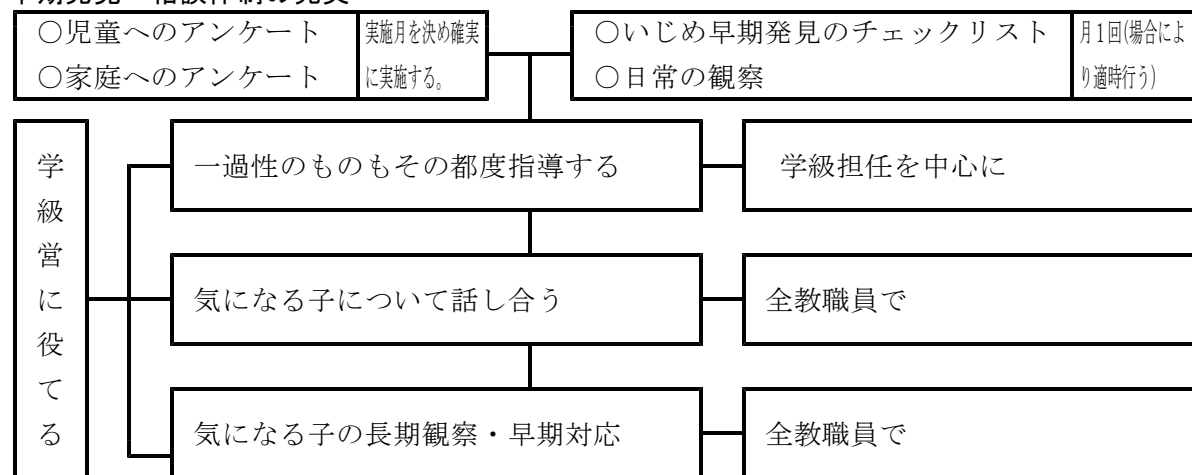 ○児童へのアンケート
○家庭へのアンケート
実施月を決め確実
に実施する。
○いじめ早期発見のチェックリスト
○日常の観察
月1回(場合によ
り適時行う)
学級営に役てる
一過性のものもその都度指導する
学級担任を中心に
気になる子について話し合う
全教職員で
気になる子の長期観察・早期対応
全教職員で